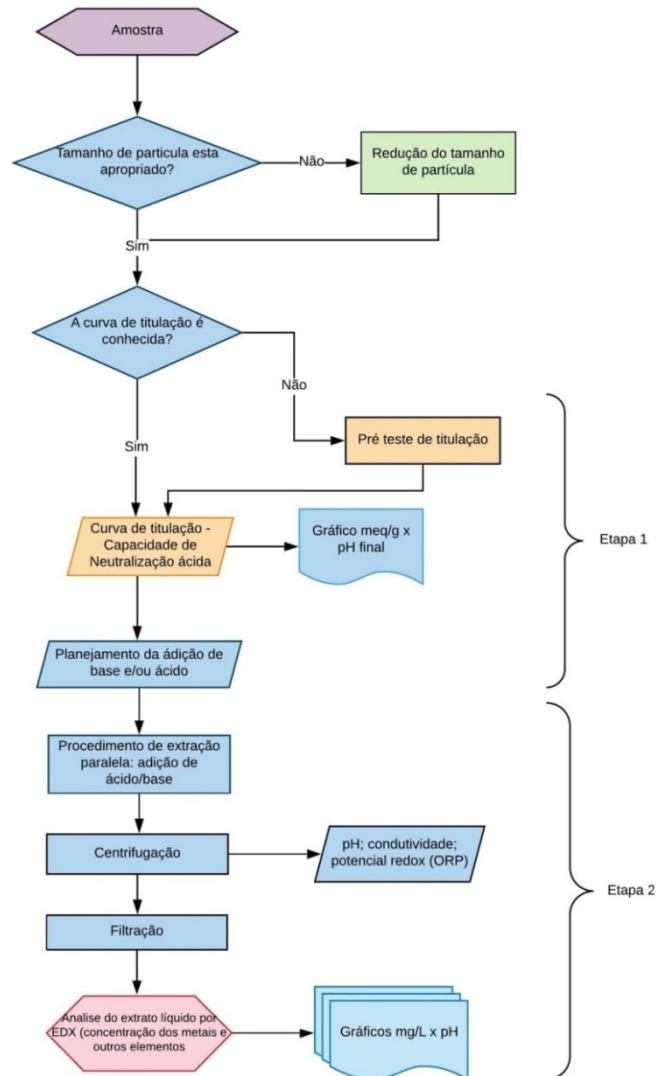 Amostra
Tamanho de particula esta
apropriado?
Não
Redução do tamanho
de partícula
Sim
A curva de titulação é
conhecida?
Não
Pré teste de titulação
Sim
Curva de titulação -
Capacidade de
Neutralização ácida
Gráfico meq/g x
pH final
Etapa 1
Planejamento da ádição de
base e/ou ácido
Procedimento de extração
paralela: adição de
ácido/base
Centrifugação
pH; condutividade;
potencial redox (ORP)
Etapa 2
Filtração
Analise do extrato líquido por
EDX (concentração dos metais e
outros elementos
Gráficos mg/L x pH